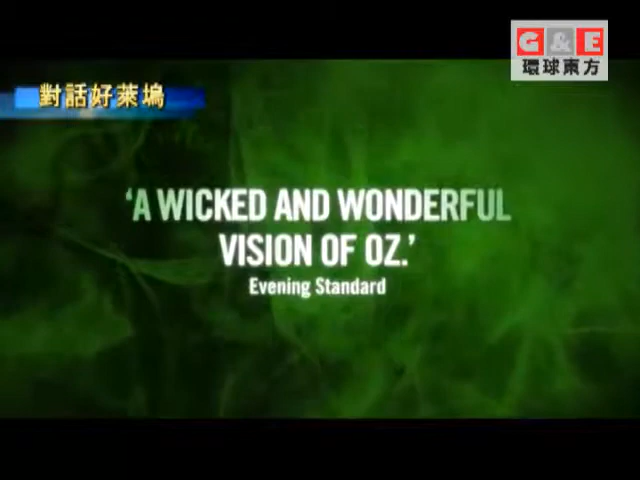 G&E
環球東方
對話好萊塢
'A WICKED AND WONDERFUL
VISION OF OZ.'
Evening Standard